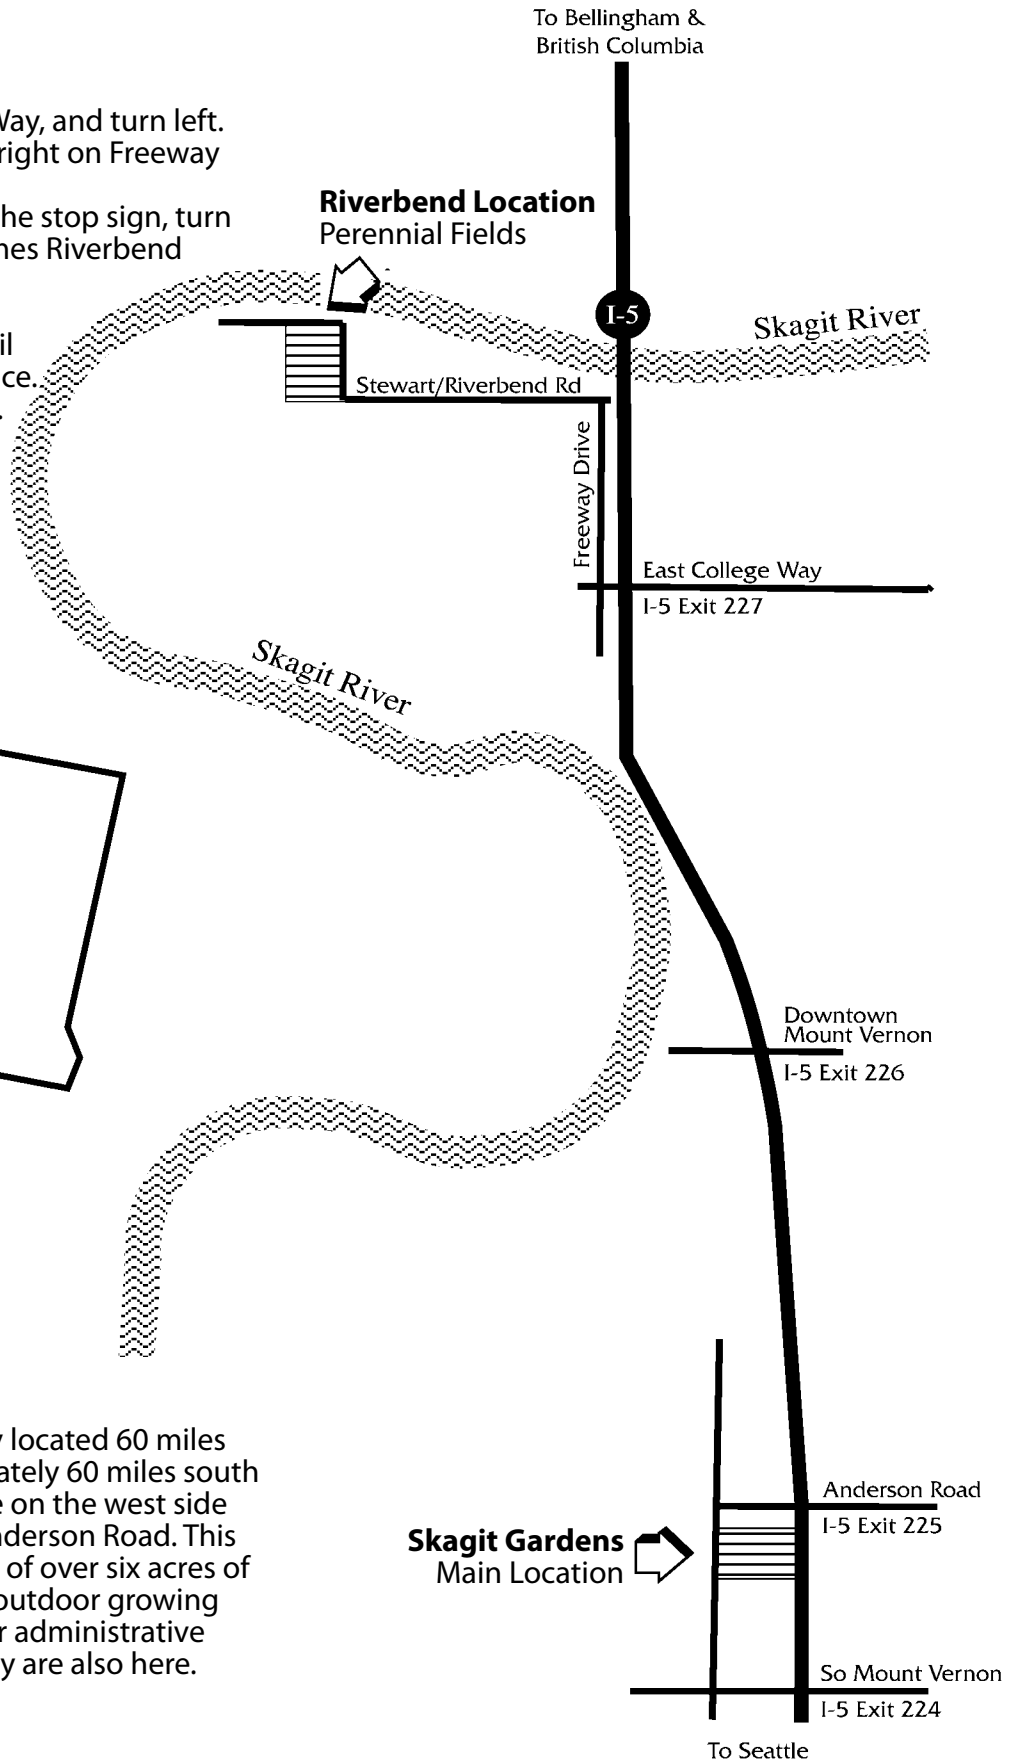 To Bellingham &
British Columbia
Way, and turn left.
right on Freeway
he stop sign, turn
nes Riverbend
il
ce.
.
Riverbend Location
Perennial Fields
I-5
Skagit River
Stewart/Riverbend Rd
Freeway Drive
East College Way
I-5 Exit 227
Skagit River
Downtown
Mount Vernon
I-5 Exit 226
y located 60 miles
ately 60 miles south
e on the west side
nderson Road. This
of over six acres of
outdoor growing
r administrative
y are also here.
Anderson Road
I-5 Exit 225
Skagit Gardens
Main Location
So Mount Vernon
I-5 Exit 224
To Seattle